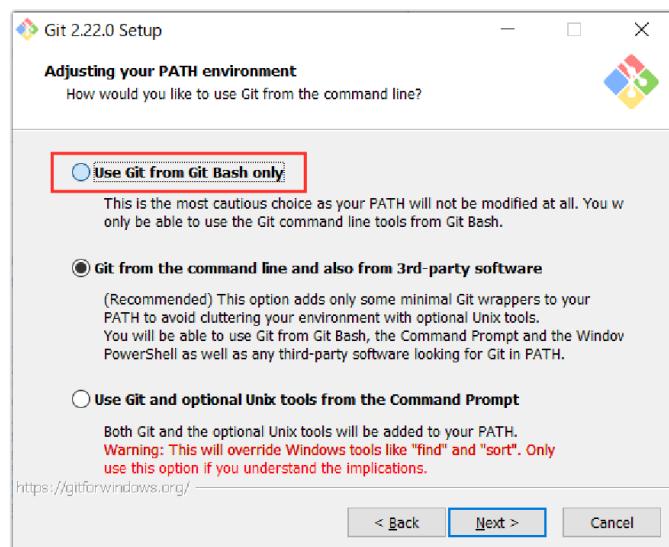 Git 2.22.0 Setup
Adjusting your PATH environment
How would you like to use Git from the command line?
Use Git from Git Bash only
This is the most cautious choice as your PATH will not be modified at all. You w
only be able to use the Git command line tools from Git Bash.
Git from the command line and also from 3rd-party software
(Recommended) This option adds only some minimal Git wrappers to your
PATH to avoid cluttering your environment with optional Unix tools.
You will be able to use Git from Git Bash, the Command Prompt and the Window
PowerShell as well as any third-party software looking for Git in PATH.
Use Git and optional Unix tools from the Command Prompt
Both Git and the optional Unix tools will be added to your PATH.
Warning: This will override Windows tools like "find" and "sort". Only
use this option if you understand the implications.
https://gitforwindows.org/
< Back
Next >
Cancel